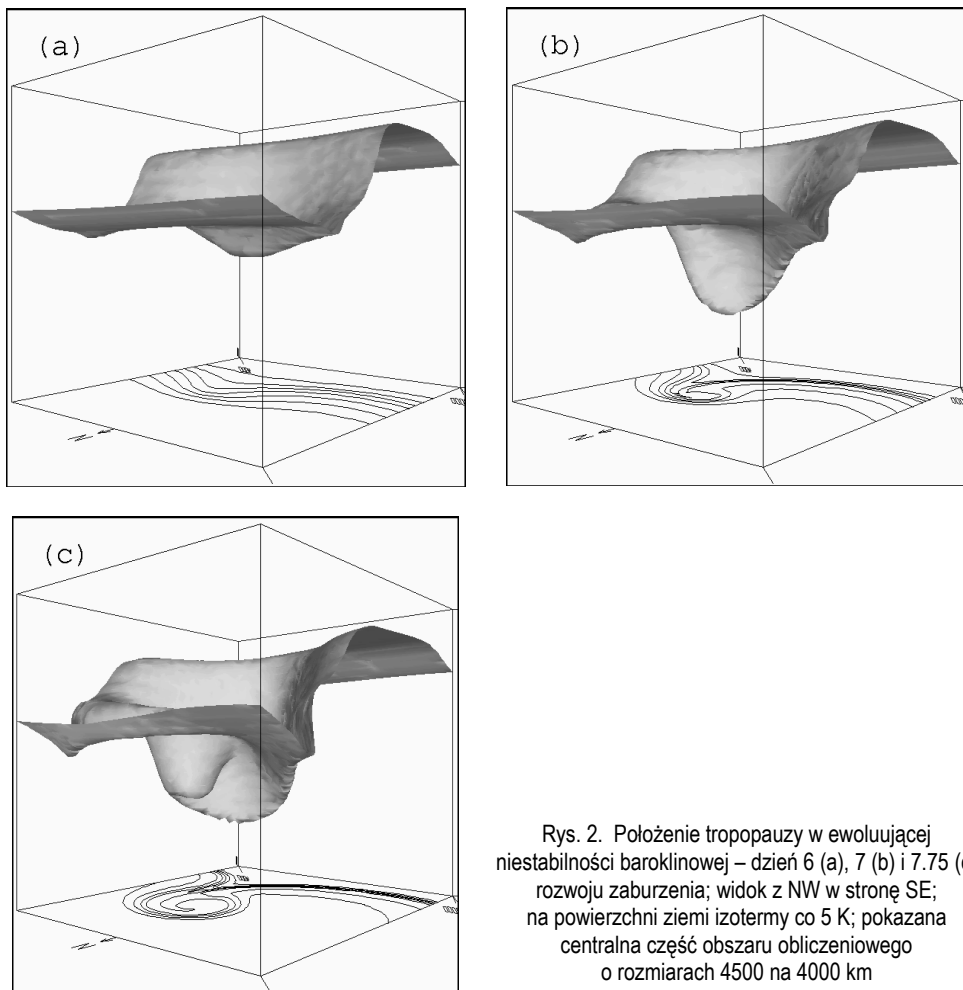 (a)
(b)
(c)
N
N
N
Rys. 2. Położenie tropopauzy w ewoluującej
niestabilności baroklinowej – dzień 6 (a), 7 (b) i 7.75 (c
rozwoju zaburzenia; widok z NW w stronę SE;
na powierzchni ziemi izotermy co 5 K; pokazana
centralna część obszaru obliczeniowego
o rozmiarach 4500 na 4000 km